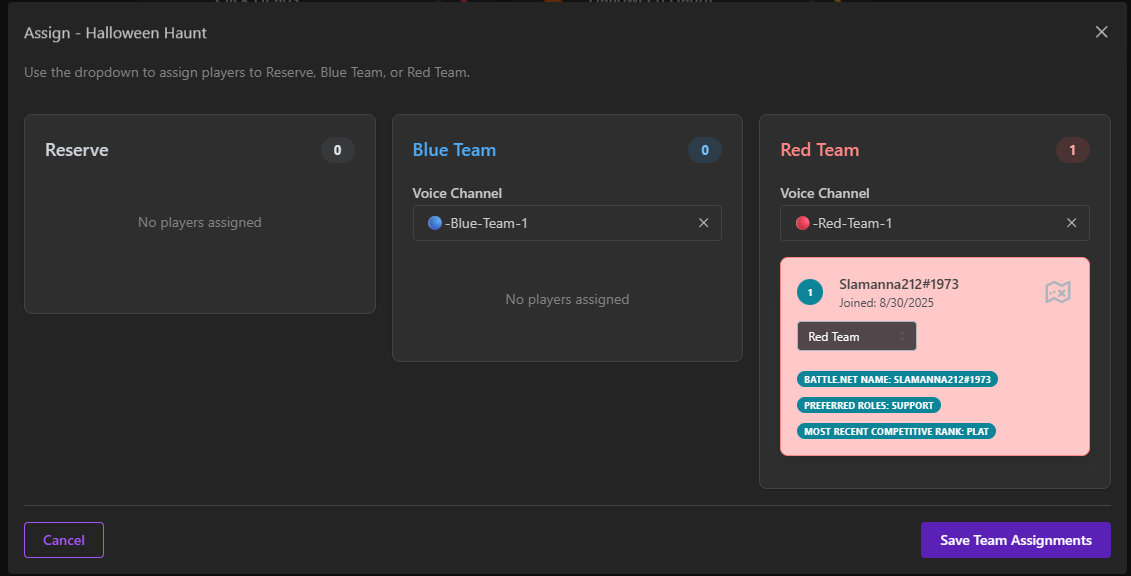 Assign - Halloween Haunt
Use the dropdown to assign players to Reserve, Blue Team, or Red Team.
Reserve
0
No players assigned
Blue Team
0
Voice Channel
-Blue-Team-1
No players assigned
Red Team
1
Voice Channel
-Red-Team-1
1
Slamanna212#1973
Joined: 8/30/2025
Red Team
BATTLE.NET NAME: SLAMANNA212#1973
PREFERRED ROLES: SUPPORT
MOST RECENT COMPETITIVE RANK: PLAT
Cancel
Save Team Assignments